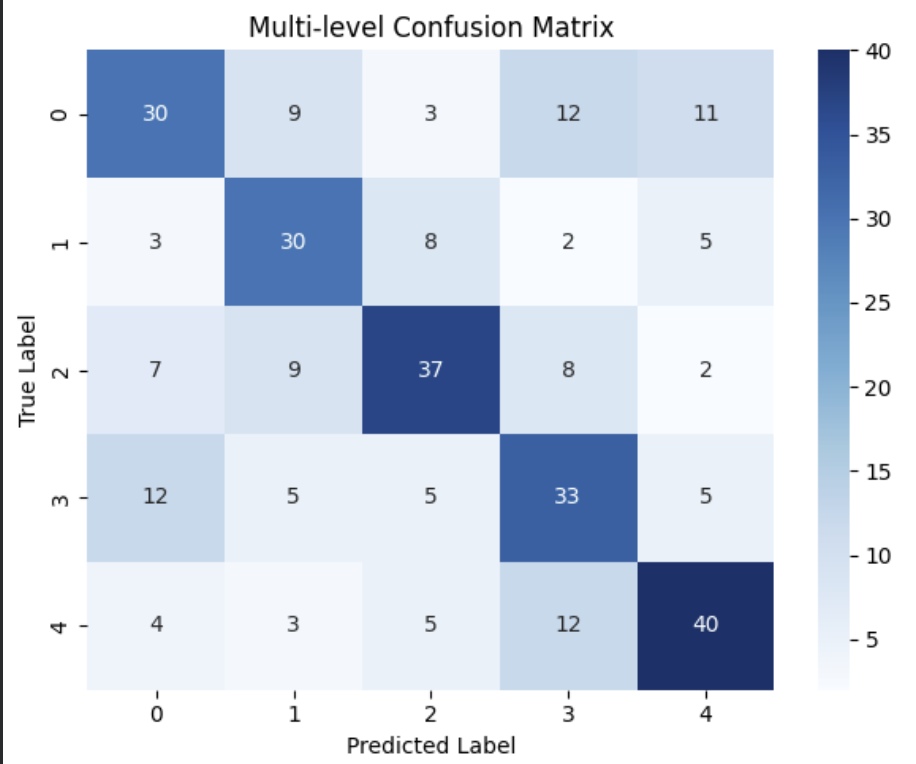 Multi-level Confusion Matrix
0 30 9 3 12 11
1 3 30 8 2 5
2 7 9 37 8 2
3 12 5 5 33 5
4 4 3 5 12 40
0 1 2 3 4
True Label
Predicted Label
40
35
30
25
20
15
10
5